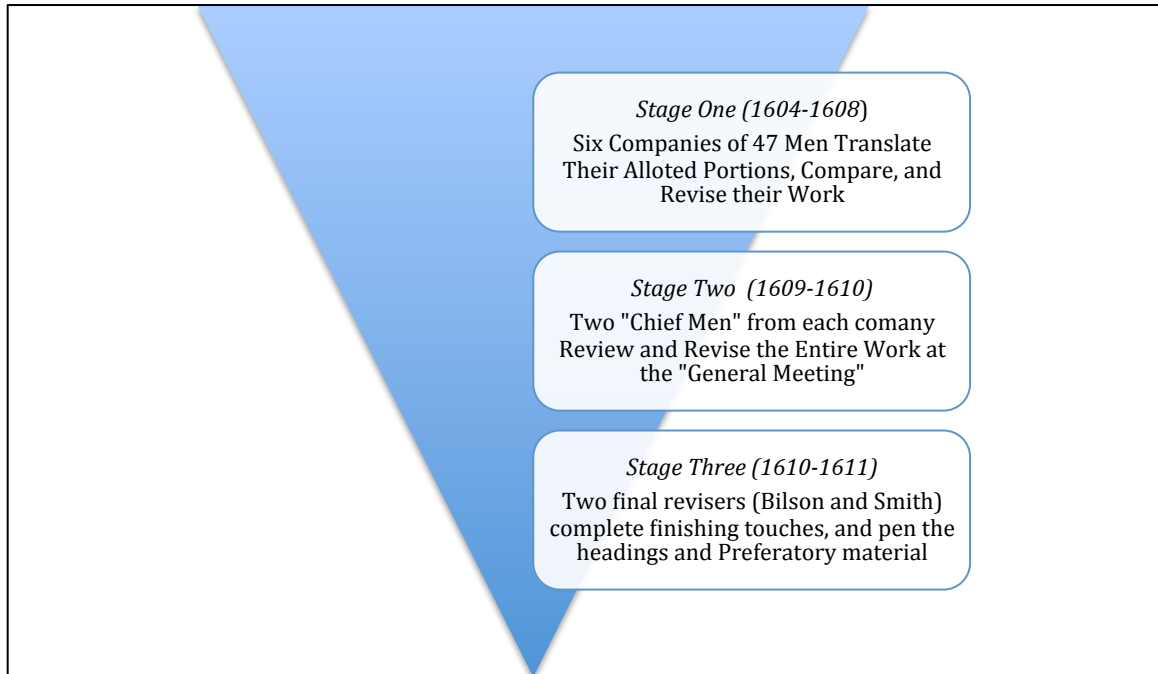 Stage One (1604-1608)
Six Companies of 47 Men Translate
Their Alloted Portions, Compare, and
Revise their Work
Stage Two (1609-1610)
Two "Chief Men" from each comany
Review and Revise the Entire Work at
the "General Meeting"
Stage Three (1610-1611)
Two final revisers (Bilson and Smith)
complete finishing touches, and pen the
headings and Preferatory material